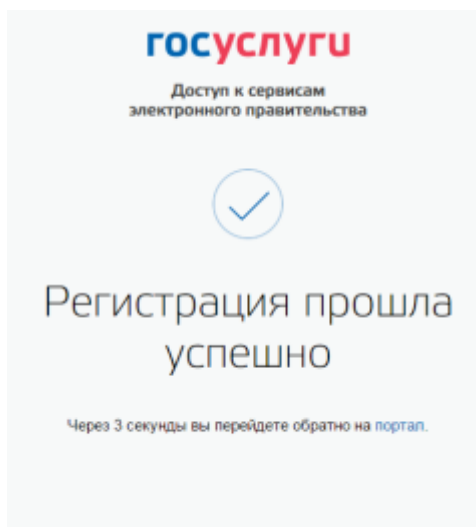 госуслуги
Доступ к сервисам
электронного правительства
Регистрация прошла
успешно
Через 3 секунды вы перейдете обратно на портал.